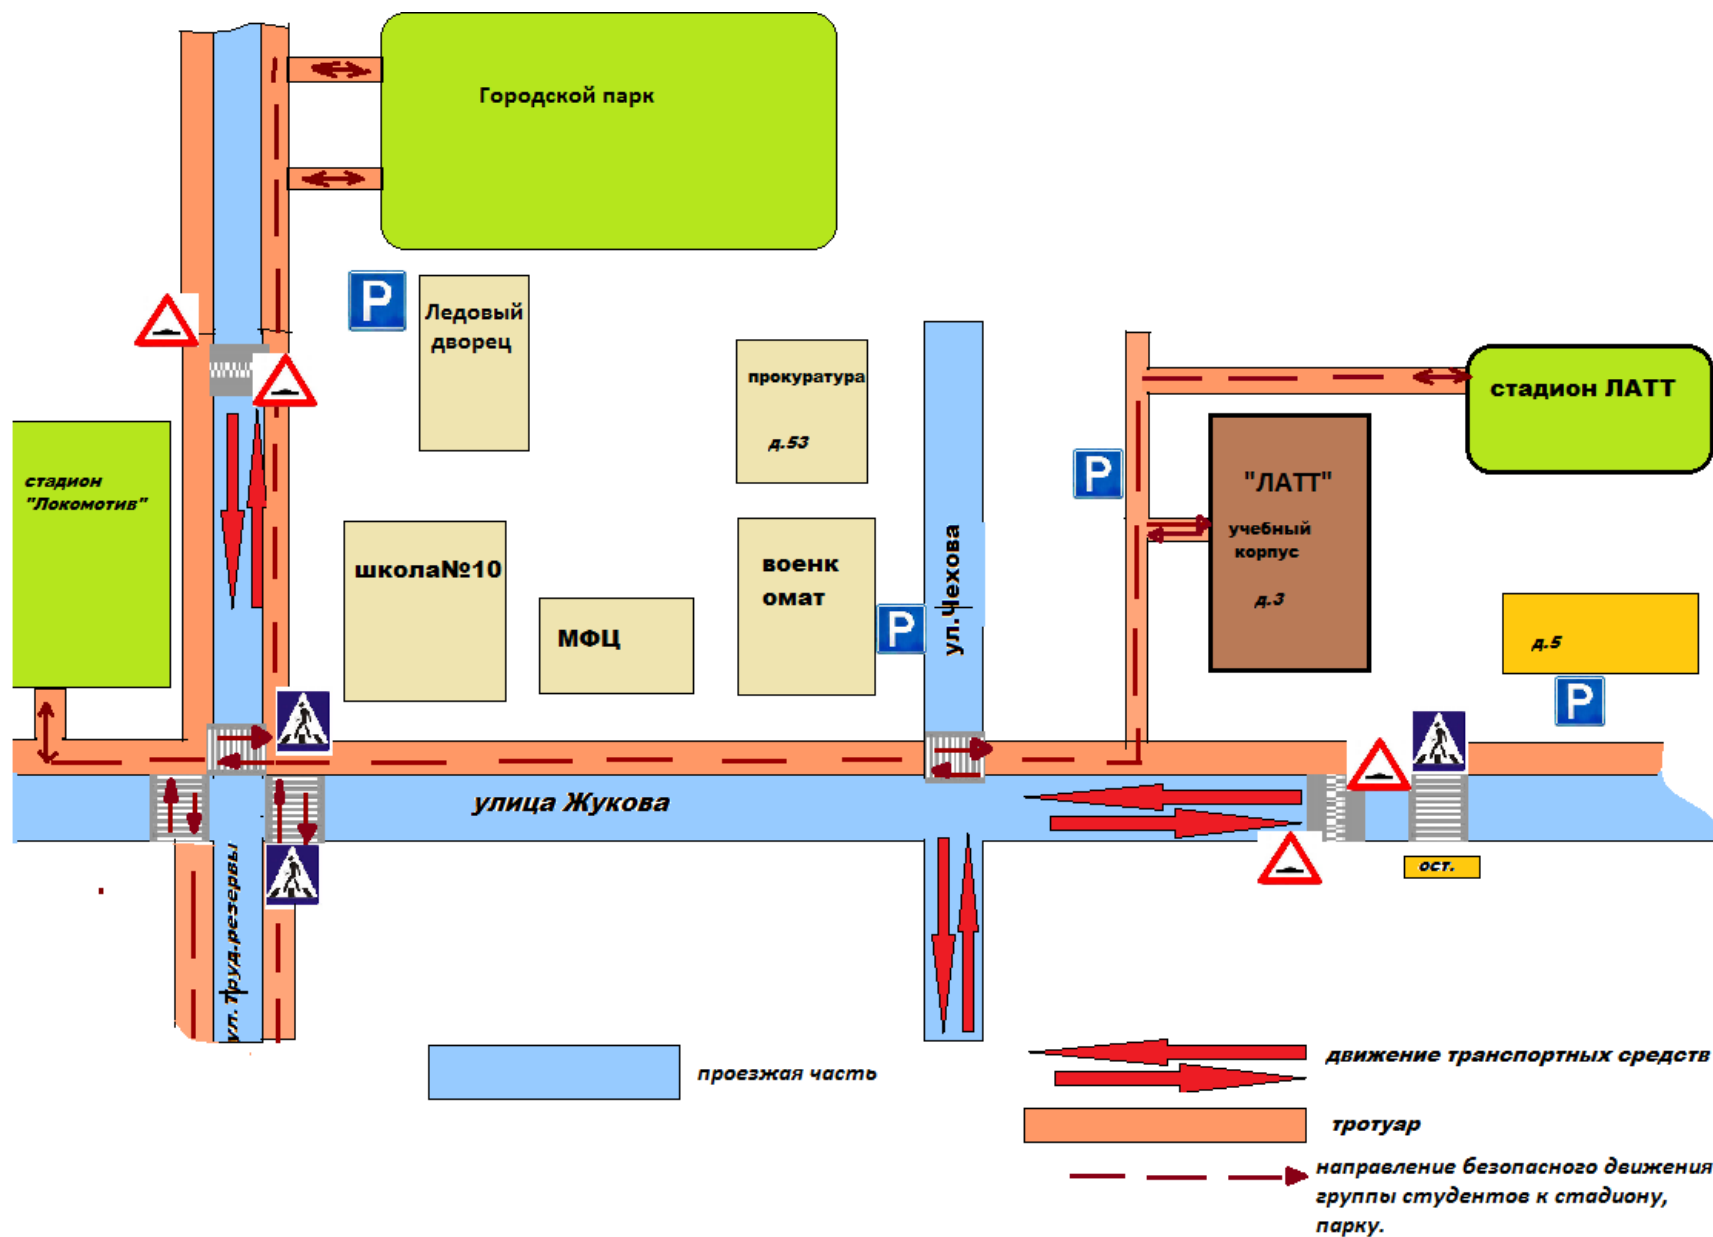 Городской парк
Ледовый
дворец
прокуратура
д.53
стадион ЛАТТ
стадион
"Локомотив"
"ЛАТТ"
учебный
корпус
д.3
школа№10
военк
омат
МФЦ
ул.Чехова
д.5
P
P
P
P
улица Жукова
ост.
ул. Труд.резервы
проезжая часть
движение транспортных средств
тротуар
направление безопасного движения
группы студентов к стадиону,
парку.